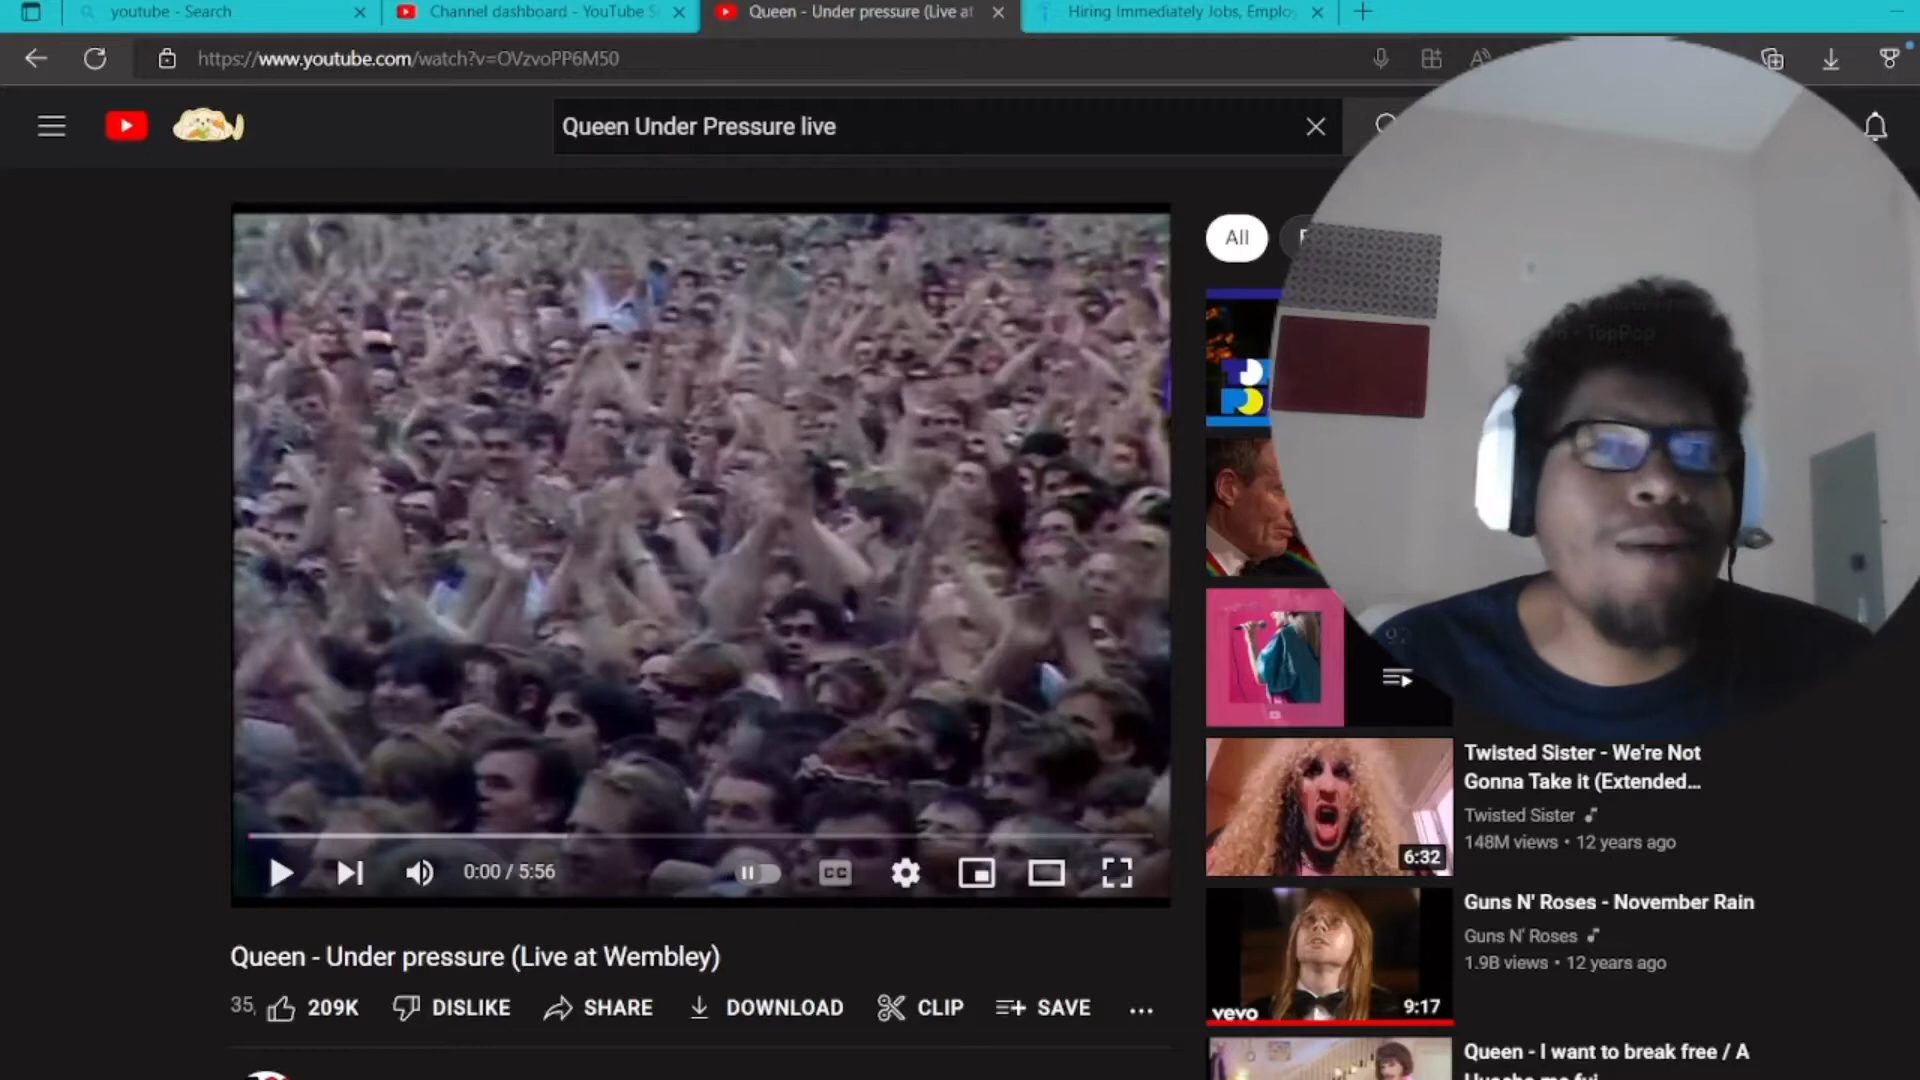 youtube - Search
Channel dashboard - YouTube S
Queen - Under pressure (Live at
Hiring Immediately Jobs, Emplo
https://www.youtube.com/watch?v=OVzvoPP6M50
Queen Under Pressure live
All
TopPop
0:00 / 5:56
CC
Queen - Under pressure (Live at Wembley)
35,
209K
DISLIKE
SHARE
DOWNLOAD
CLIP
SAVE
6:32
Twisted Sister - We're Not
Gonna Take it (Extended...
Twisted Sister
148M views • 12 years ago
vevo
9:17
Guns N' Roses - November Rain
Guns N' Roses
1.9B views • 12 years ago
Queen - I want to break free / A